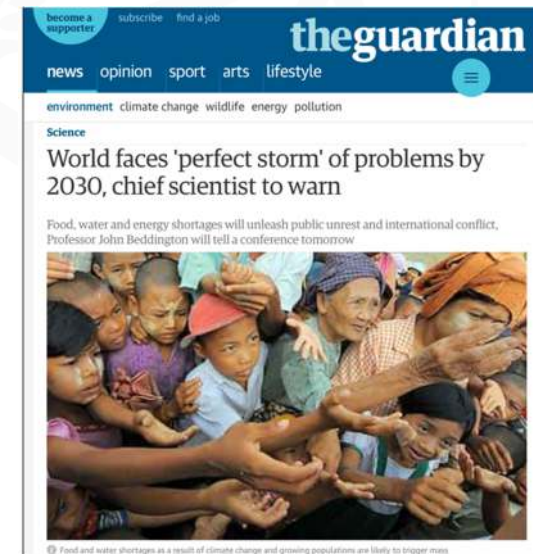 become a
supporter
subscribe find a job
theguardian
news opinion sport arts lifestyle
environment climate change wildlife energy pollution
Science
World faces 'perfect storm' of problems by
2030, chief scientist to warn
Food, water and energy shortages will unleash public unrest and international conflict,
Professor John Beddington will tell a conference tomorrow
Food and water shortages as a result of climate change and growing populations are likely to trigger mass